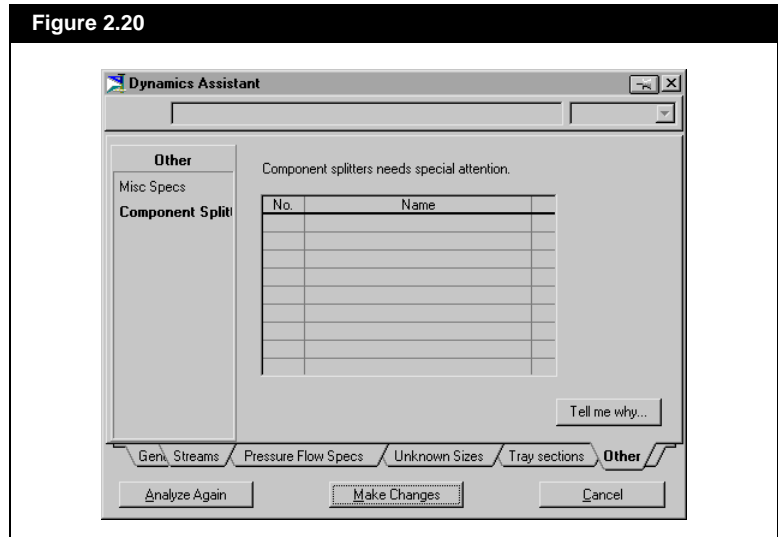 Figure 2.20
Dynamics Assistant
Other
Misc Specs
Component Split
Component splitters needs special attention.
No. Name
Tell me why...
Gen Streams Pressure Flow Specs Unknown Sizes Tray sections Other
Analyze Again Make Changes Cancel